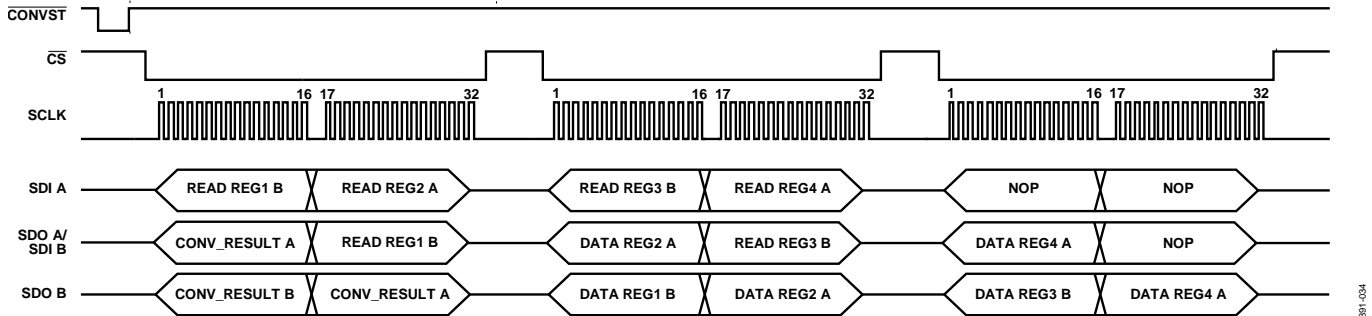 CONVST
CS
1 16 17 32 1 16 17 32 1 16 17 32
SCLK
SDI A READ REG1 B READ REG2 A READ REG3 B READ REG4 A NOP NOP
SDO A/
SDI B CONV_RESULT A READ REG1 B DATA REG2 A READ REG3 B DATA REG4 A NOP
SDO B CONV_RESULT B CONV_RESULT A DATA REG1 B DATA REG2 A DATA REG3 B DATA REG4 A
391-034